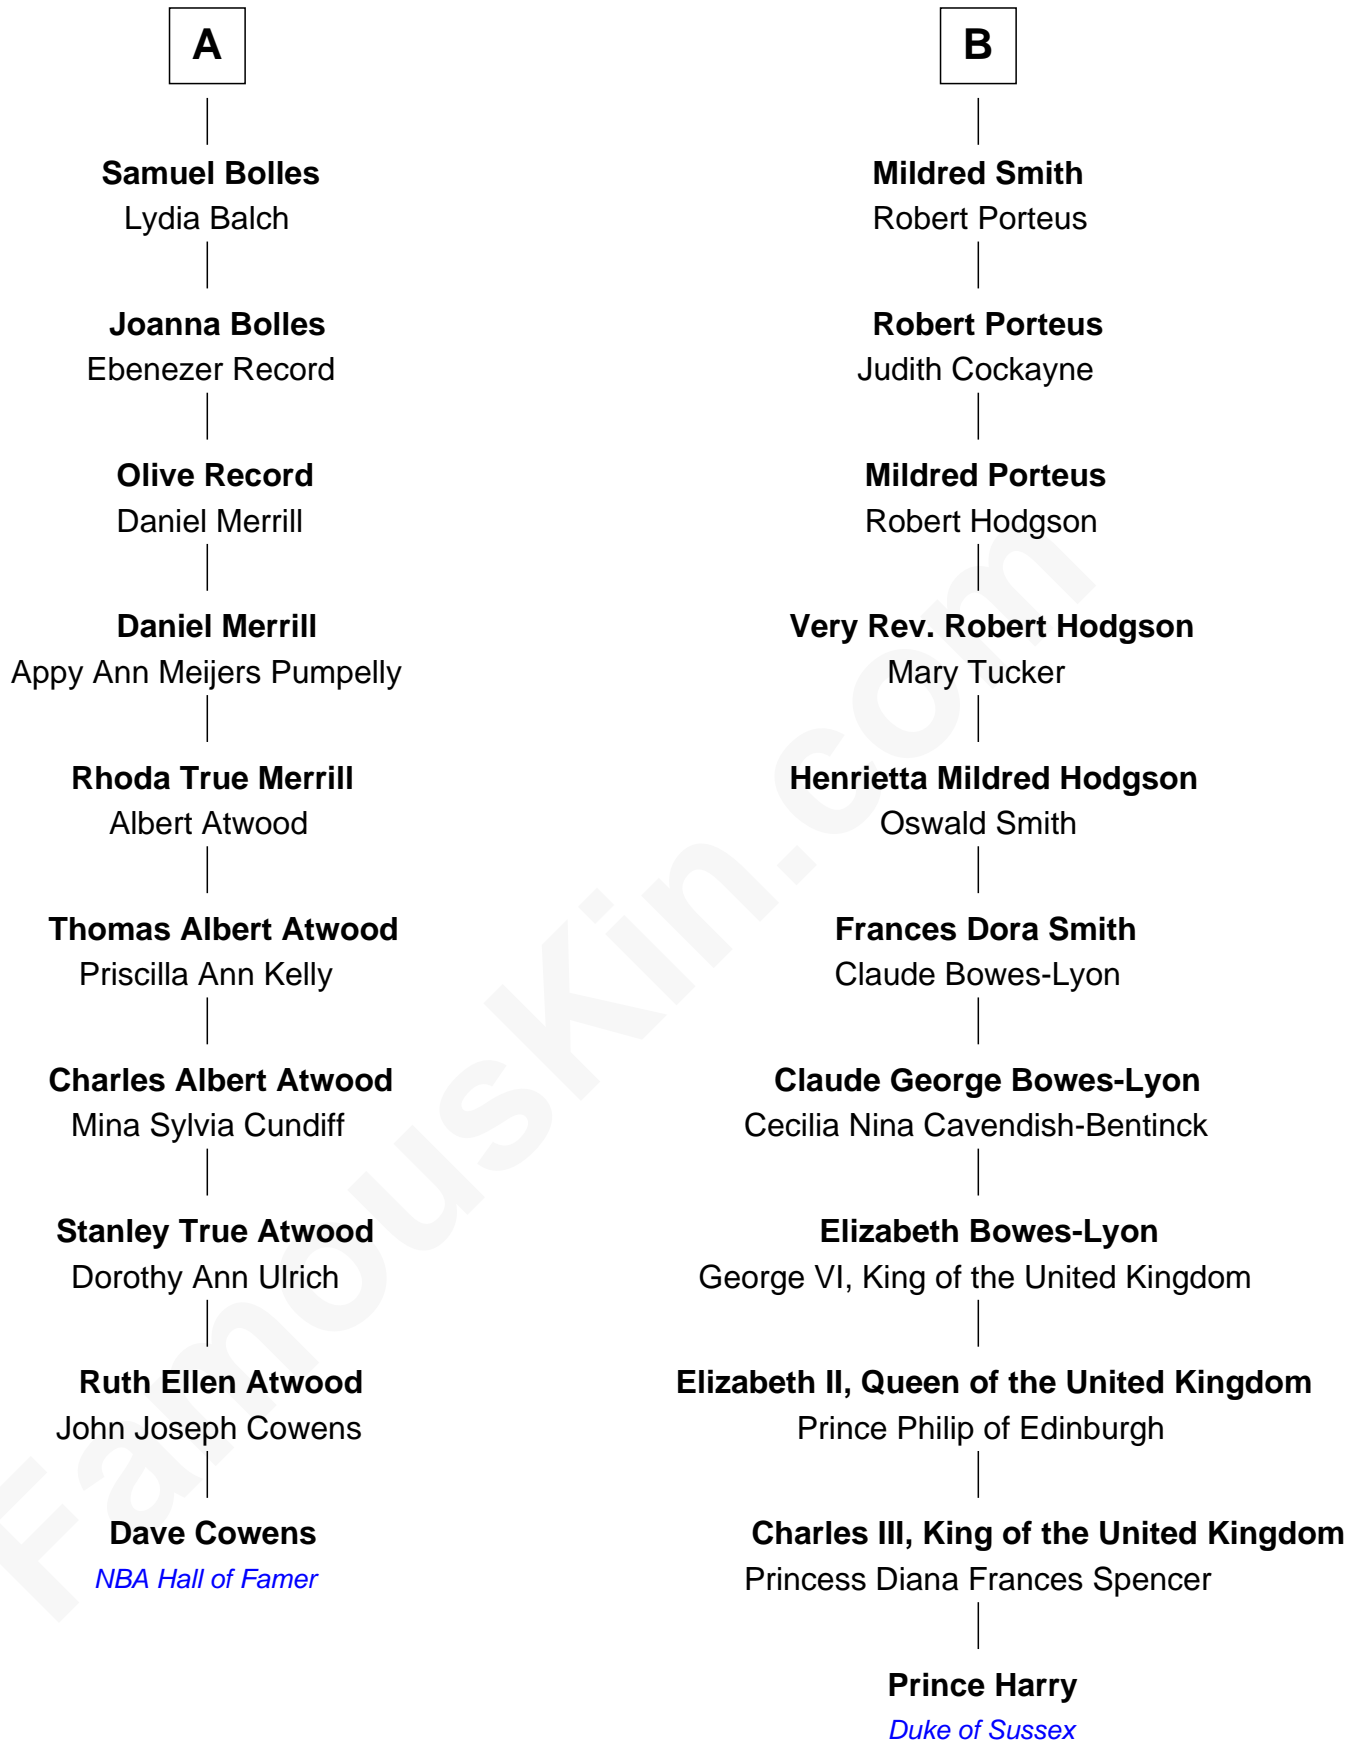 A
Samuel Bolles
Lydia Balch
Joanna Bolles
Ebenezer Record
Olive Record
Daniel Merrill
Daniel Merrill
Appy Ann Meijers Pumpelly
Rhoda True Merrill
Albert Atwood
Thomas Albert Atwood
Priscilla Ann Kelly
Charles Albert Atwood
Mina Sylvia Cundiff
Stanley True Atwood
Dorothy Ann Ulrich
Ruth Ellen Atwood
John Joseph Cowens
Dave Cowens
NBA Hall of Famer
B
Mildred Smith
Robert Porteus
Robert Porteus
Judith Cockayne
Mildred Porteus
Robert Hodgson
Very Rev. Robert Hodgson
Mary Tucker
Henrietta Mildred Hodgson
Oswald Smith
Frances Dora Smith
Claude Bowes-Lyon
Claude George Bowes-Lyon
Cecilia Nina Cavendish-Bentinck
Elizabeth Bowes-Lyon
George VI, King of the United Kingdom
Elizabeth II, Queen of the United Kingdom
Prince Philip of Edinburgh
Charles III, King of the United Kingdom
Princess Diana Frances Spencer
Prince Harry
Duke of Sussex
FamousKin.com